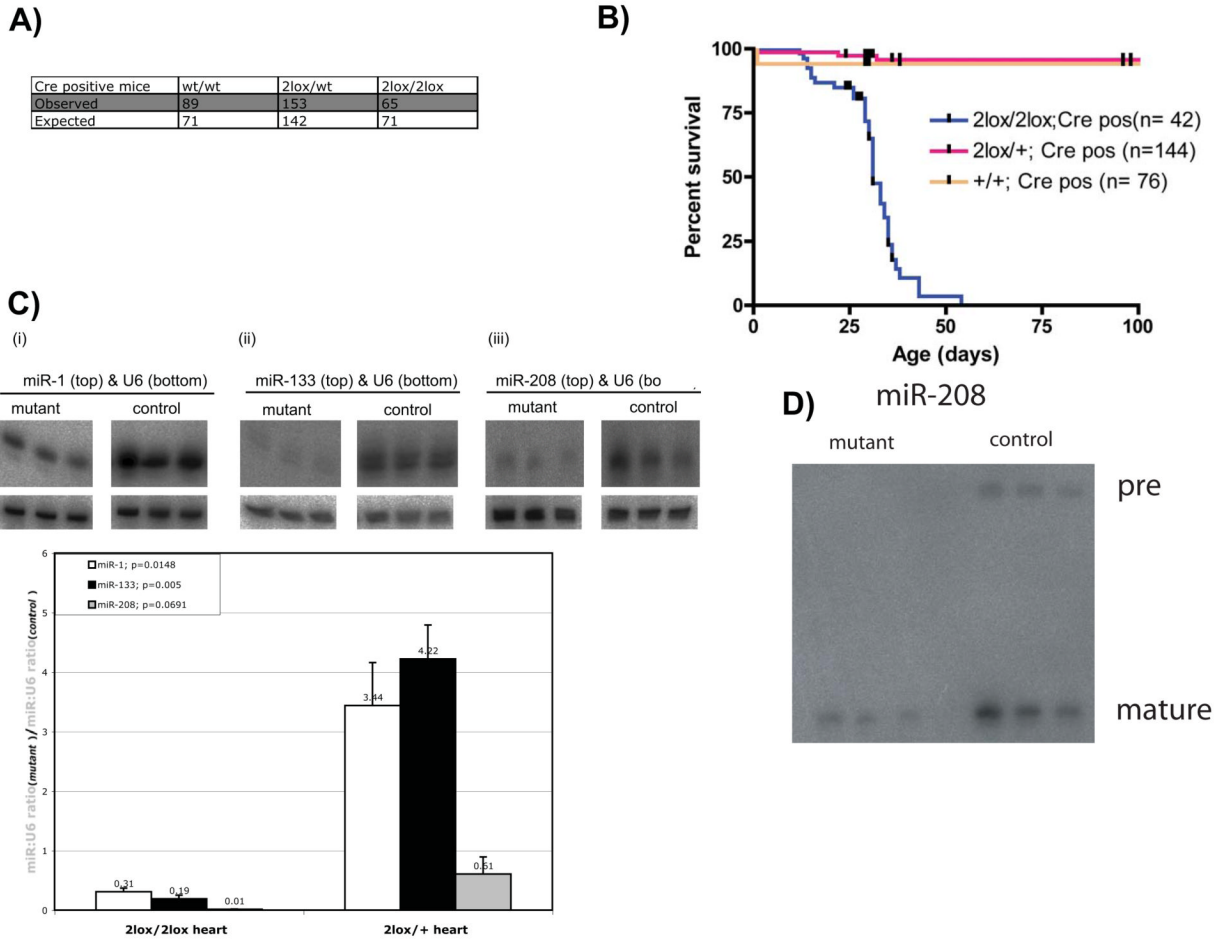 A)
Cre positive mice wt/wt 2lox/wt 2lox/2lox
Observed 89 153 65
Expected 71 142 71
B)
100
75
50
25
0
Percent survival
2lox/2lox;Cre pos(n= 42)
2lox/+; Cre pos (n=144)
+/+; Cre pos (n= 76)
0 25 50 75 100
Age (days)
C)
(i) (ii) (iii)
miR-1 (top) & U6 (bottom) miR-133 (top) & U6 (bottom) miR-208 (top) & U6 (bo
mutant control mutant control mutant control
6
5
4
3
2
1
0
miR:U6 ratio(mutant )/miR:U6 ratio(control )
miR-1; p=0.0148
miR-133; p=0.005
miR-208; p=0.0691
0.31 0.19 0.01 3.44 4.22 0.61
2lox/2lox heart 2lox/+ heart
D)
miR-208
mutant control
pre
mature